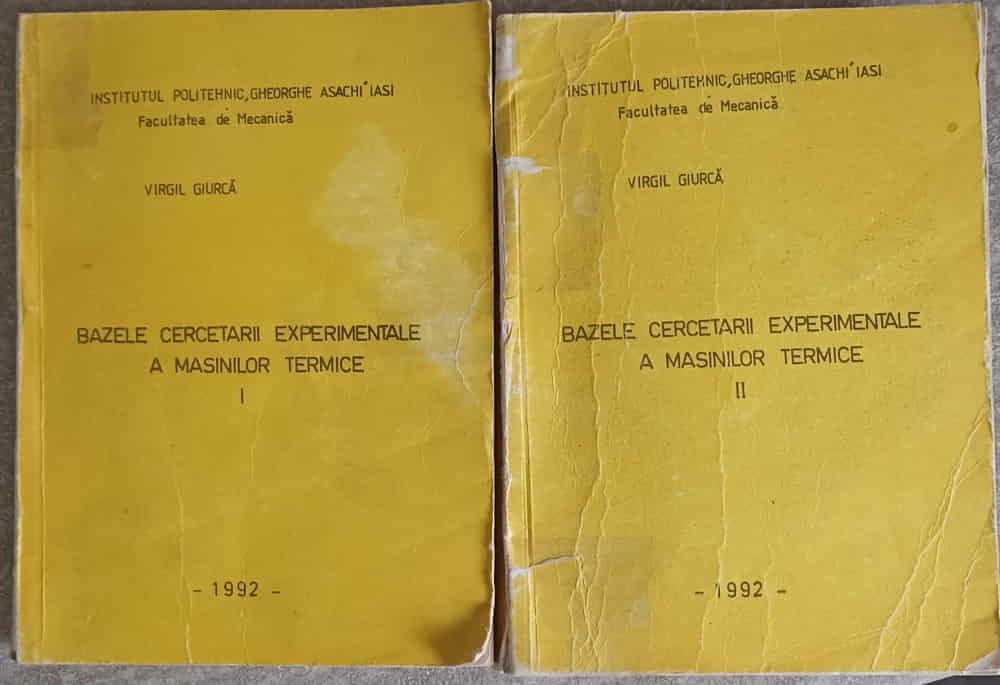 INSTITUTUL POLITEHNIC „GHEORGHE ASACHI" IASI
Facultatea de Mecanică
VIRGIL GIURCĂ
BAZELE CERCETARII EXPERIMENTALE
A MASINILOR TERMICE
I
- 1992 -
INSTITUTUL POLITEHNIC „GHEORGHE ASACHI" IASI
Facultatea de Mecanică
VIRGIL GIURCĂ
BAZELE CERCETARII EXPERIMENTALE
A MASINILOR TERMICE
II
- 1992 -